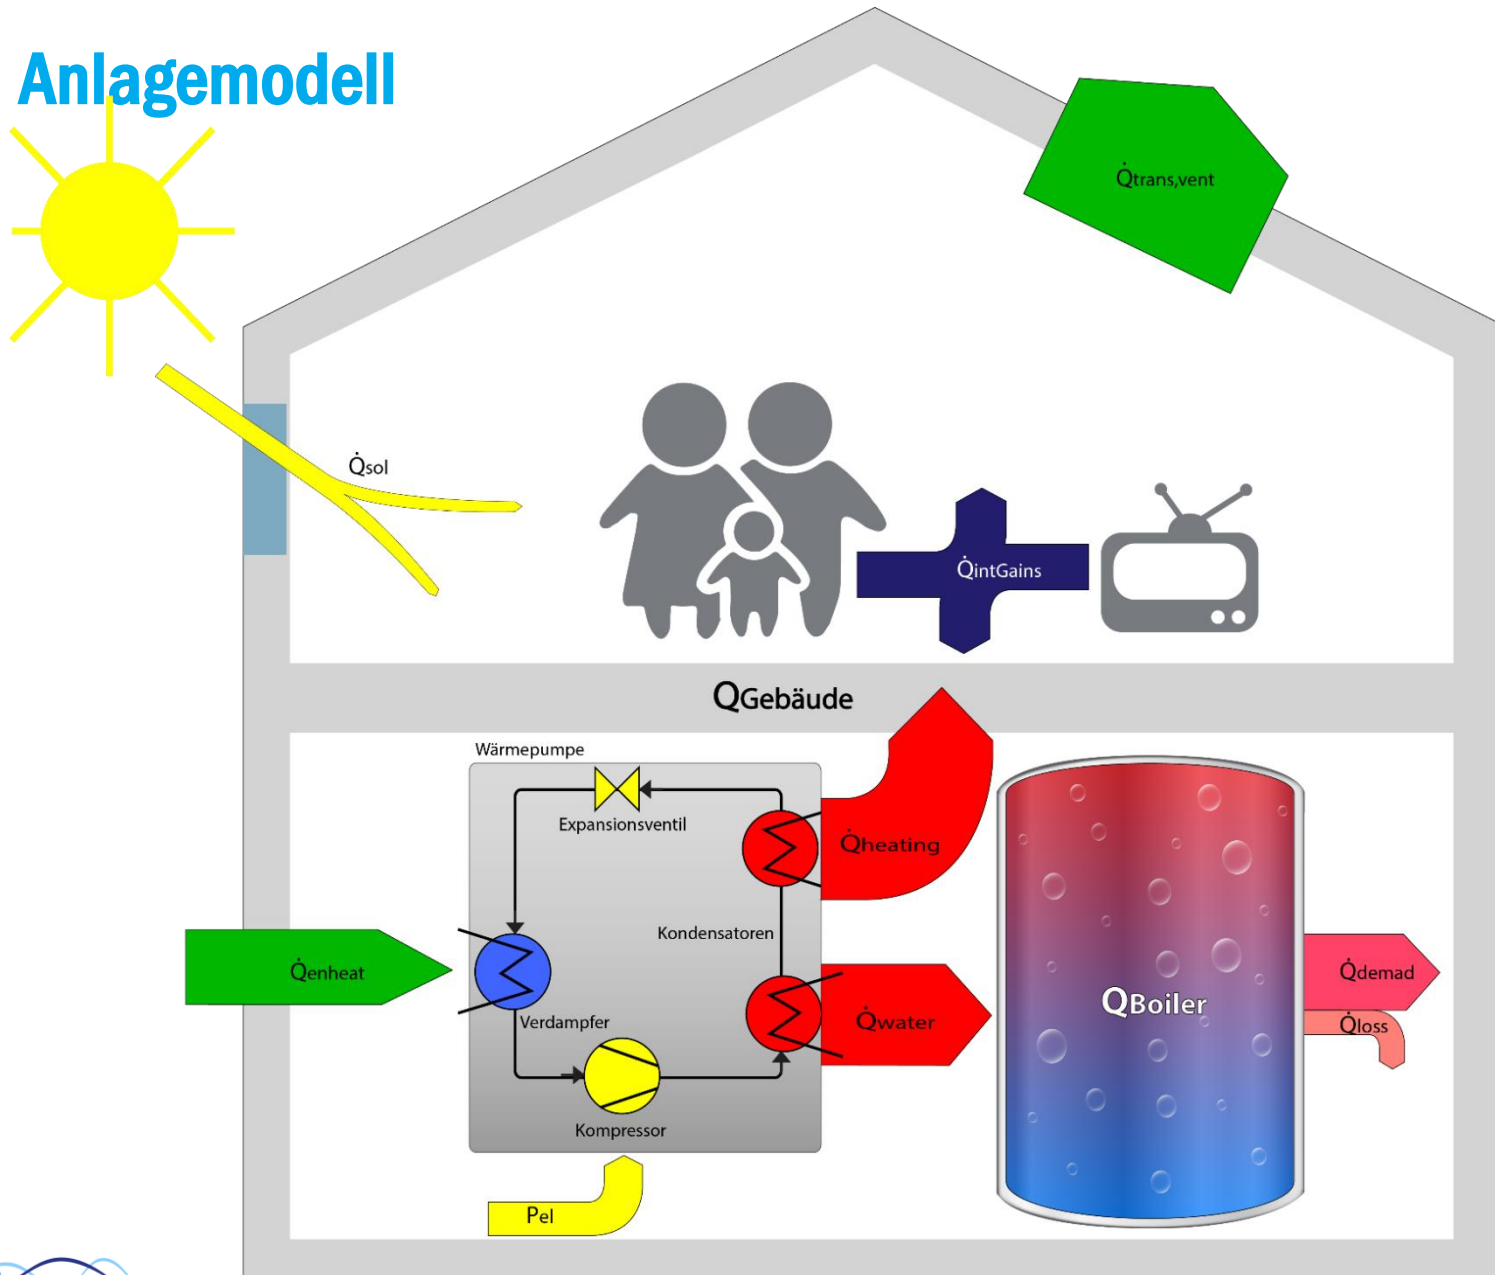 Anlagemodell
Q̇trans,vent
Q̇sol
Q̇intGains
QGebäude
Wärmepumpe
Expansionsventil
Q̇heating
Kondensatoren
Q̇enheat
Q̇demad
QBoiler
Verdampfer
Q̇water
Q̇loss
Kompressor
Pel